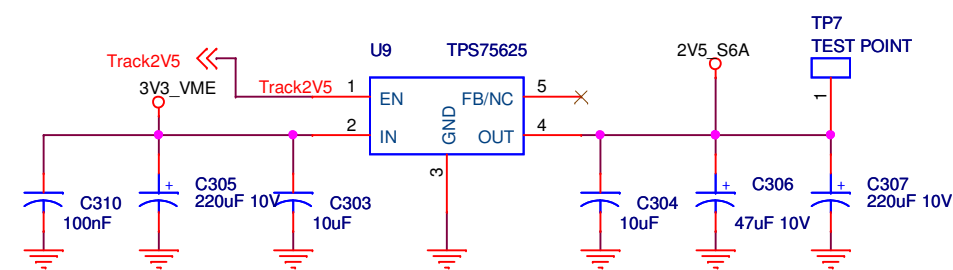 TP7
U9 TPS75625 2V5_S6A TEST POINT
Track2V5
3V3_VME Track2V5 1 EN FB/NC 5 1
2 IN GND OUT 4
3
C310 C305 C303 C304 C306 C307
100nF 220uF 10V 10uF 10uF 47uF 10V 220uF 10V
+ + +